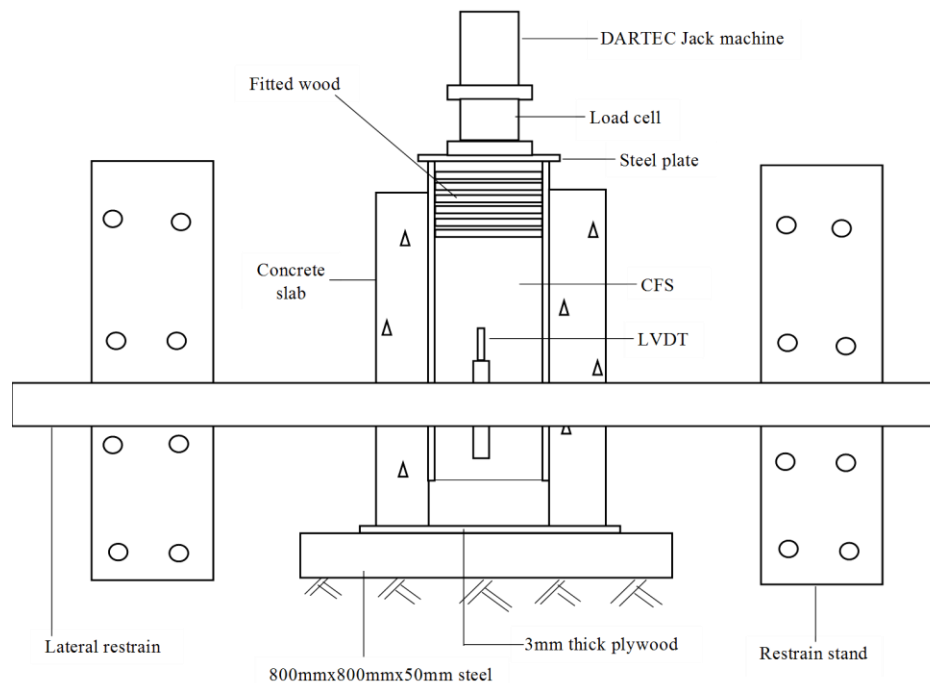 DARTEC Jack machine
Fitted wood
Load cell
Steel plate
Concrete
slab
CFS
LVDT
Lateral restrain
3mm thick plywood
Restrain stand
800mmx800mmx50mm steel